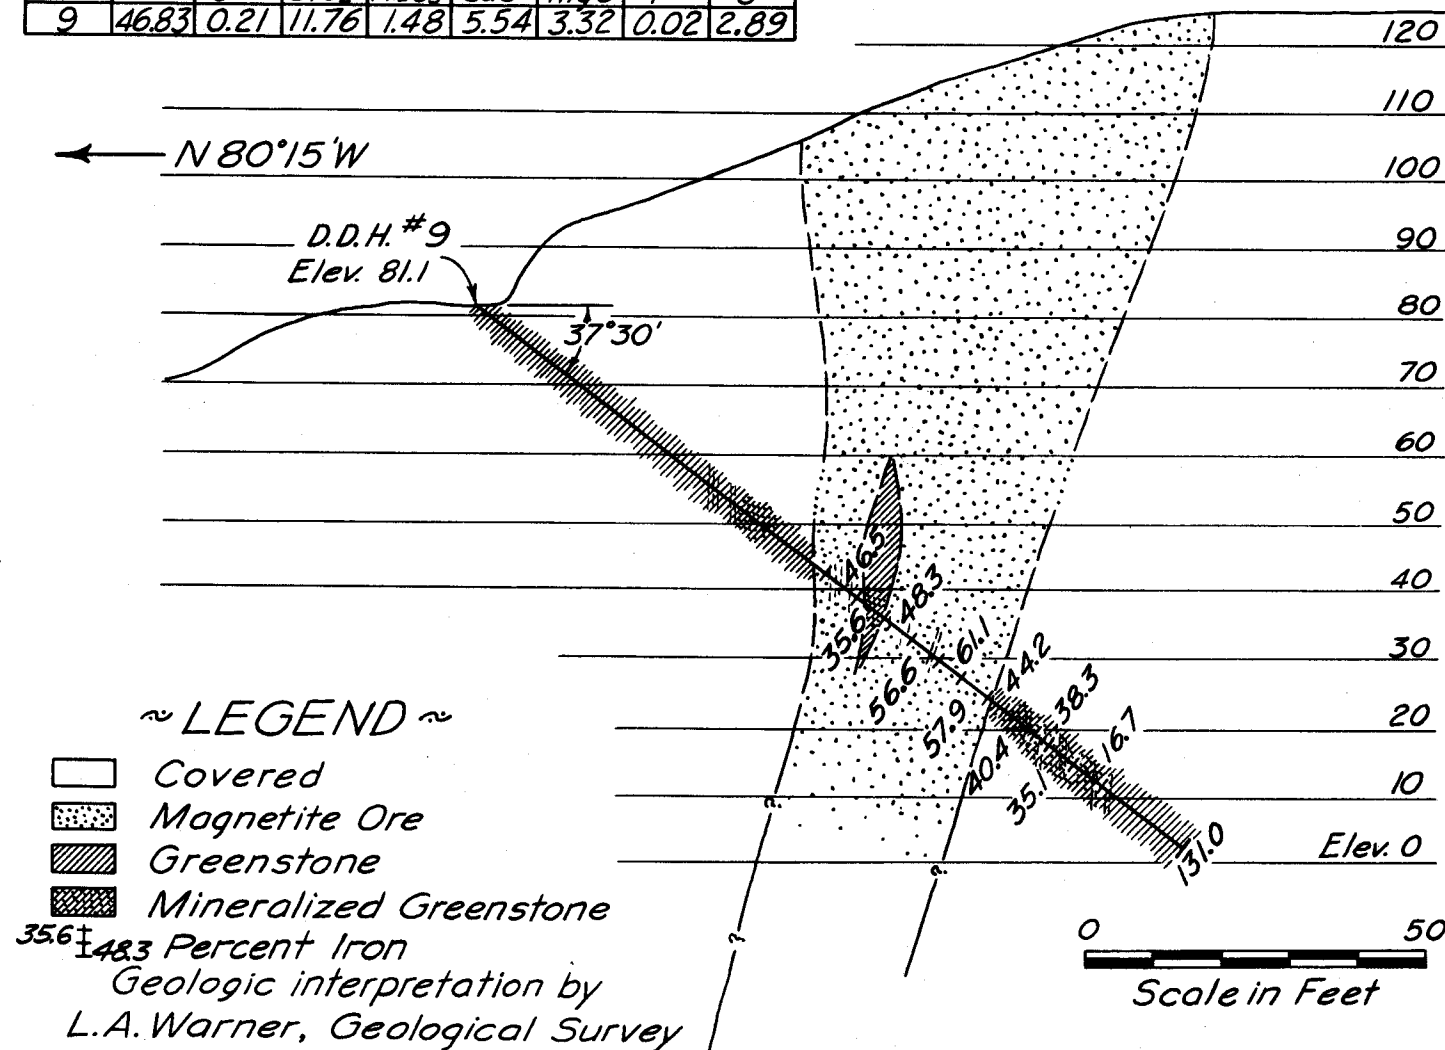 9 46.83 0.21 11.76 1.48 5.54 3.32 0.02 2.89
120
110
N 80°15'W
100
D.D.H. #9
90
Elev. 81.1
80
37°30'
70
60
50
46.5
40
48.3
35.6
61.1
30
44.2
56.6
38.3
57.9
20
16.7
40.4
35.1
10
131.0
Elev. 0
~ LEGEND ~
Covered
Magnetite Ore
Greenstone
Mineralized Greenstone
35.6 48.3 Percent Iron
Geologic interpretation by
L.A. Warner, Geological Survey
? ?
?
0 50
Scale in Feet